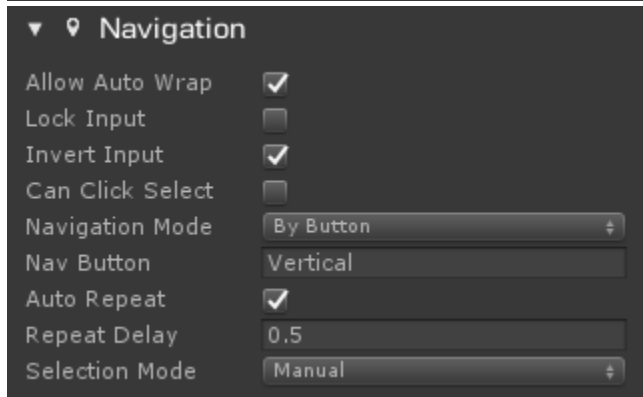 Navigation
Allow Auto Wrap
Lock Input
Invert Input
Can Click Select
Navigation Mode By Button
Nav Button Vertical
Auto Repeat
Repeat Delay 0.5
Selection Mode Manual